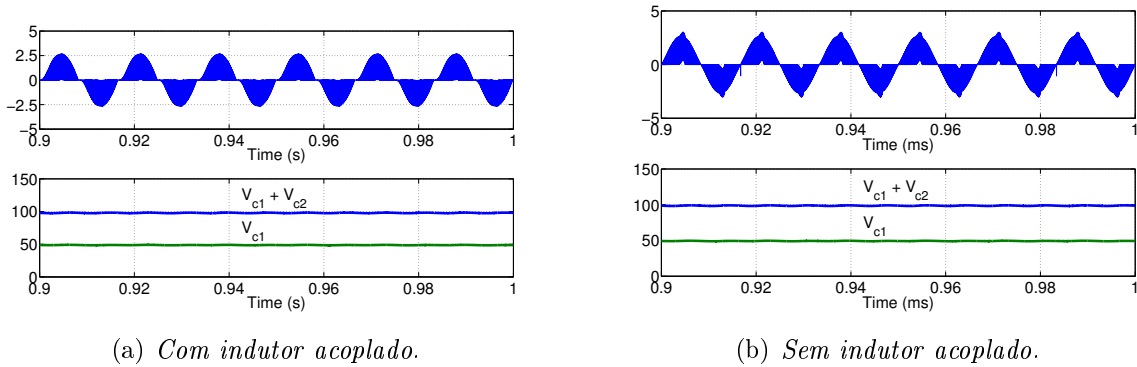 5
2.5
0
−2.5
−5
0.9 0.92 0.94 0.96 0.98 1
Time (s)
150
100
50
0
V_c1 + V_c2
V_c1
0.9 0.92 0.94 0.96 0.98 1
Time (s)
(a) Com indutor acoplado.
5
0
−5
0.9 0.92 0.94 0.96 0.98 1
Time (ms)
150
100
50
0
V_c1 + V_c2
V_c1
0.9 0.92 0.94 0.96 0.98 1
Time (ms)
(b) Sem indutor acoplado.